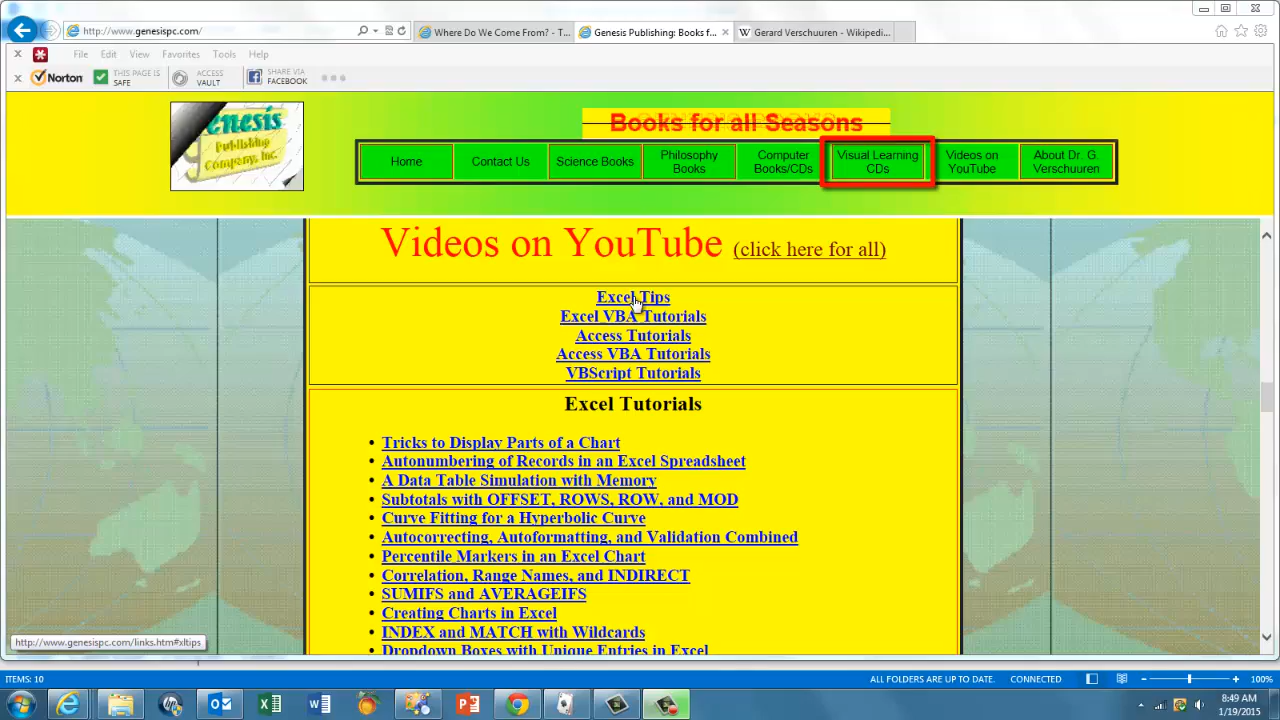 http://www.genesispc.com/
Where Do We Come From? - T...
Genesis Publishing: Books f...
Gerard Verschuuren - Wikipedi...
File Edit View Favorites Tools Help
Norton
THIS PAGE IS
SAFE
ACCESS
VAULT
SHARE VIA
FACEBOOK
Genesis
Publishing
Company, Inc.
Books for all Seasons
Home
Contact Us
Science Books
Philosophy
Books
Computer
Books/CDs
Visual Learning
CDs
Videos on
YouTube
About Dr. G.
Verschuuren
Videos on YouTube (click here for all)
Excel Tips
Excel VBA Tutorials
Access Tutorials
Access VBA Tutorials
VBScript Tutorials
Excel Tutorials
• Tricks to Display Parts of a Chart
• Autonumbering of Records in an Excel Spreadsheet
• A Data Table Simulation with Memory
• Subtotals with OFFSET, ROWS, ROW, and MOD
• Curve Fitting for a Hyperbolic Curve
• Autocorrecting, Autoformatting, and Validation Combined
• Percentile Markers in an Excel Chart
• Correlation, Range Names, and INDIRECT
• SUMIFS and AVERAGEIFS
• Creating Charts in Excel
• INDEX and MATCH with Wildcards
• Dropdown Boxes with Unique Entries in Excel
http://www.genesispc.com/links.htm#xltips
ITEMS: 10
ALL FOLDERS ARE UP TO DATE.
CONNECTED
100%
8:49 AM
1/19/2015